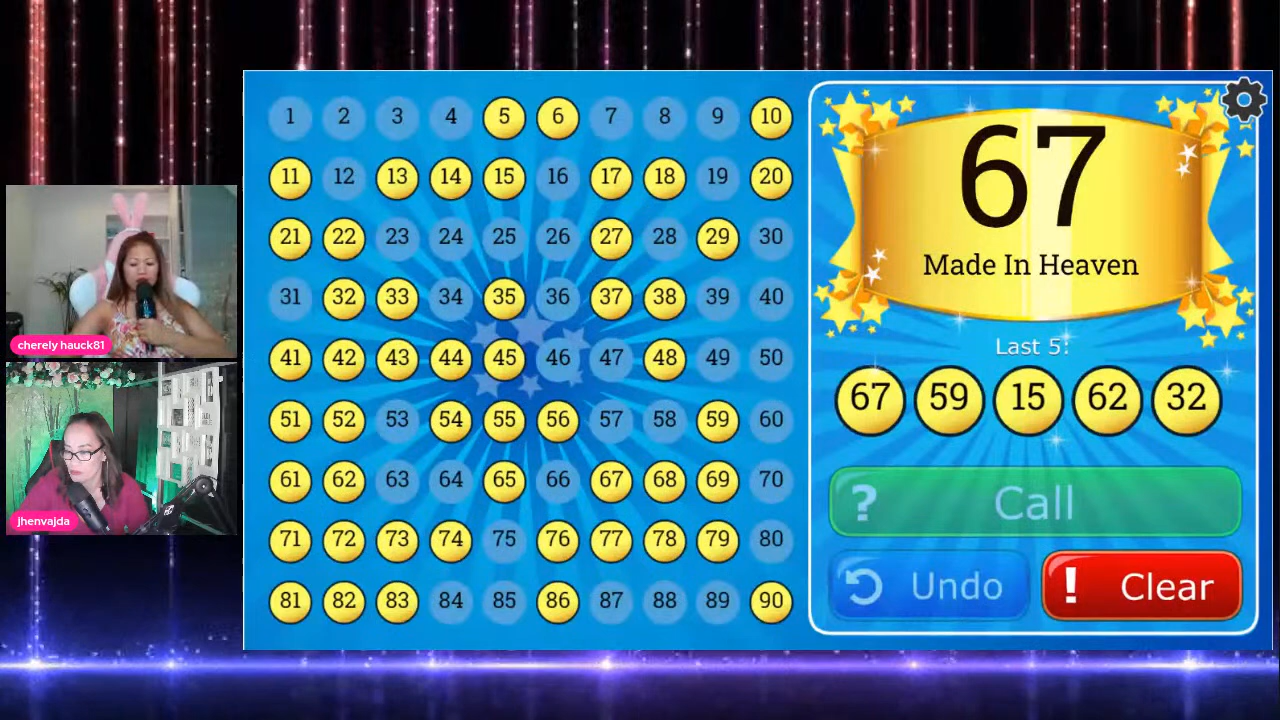 1 2 3 4 5 6 7 8 9 10
11 12 13 14 15 16 17 18 19 20
21 22 23 24 25 26 27 28 29 30
31 32 33 34 35 36 37 38 39 40
41 42 43 44 45 46 47 48 49 50
51 52 53 54 55 56 57 58 59 60
61 62 63 64 65 66 67 68 69 70
71 72 73 74 75 76 77 78 79 80
81 82 83 84 85 86 87 88 89 90
67
Made In Heaven
Last 5:
67 59 15 62 32
? Call
Undo
! Clear
cherely hauck81
jhenvajda